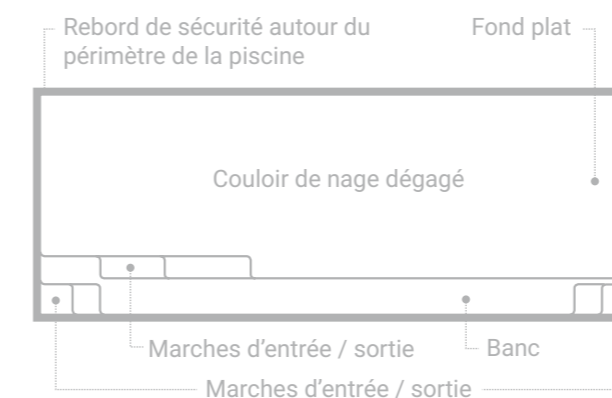 Rebord de sécurité autour du
périmètre de la piscine
Fond plat
Couloir de nage dégagé
Marches d'entrée / sortie
Banc
Marches d'entrée / sortie